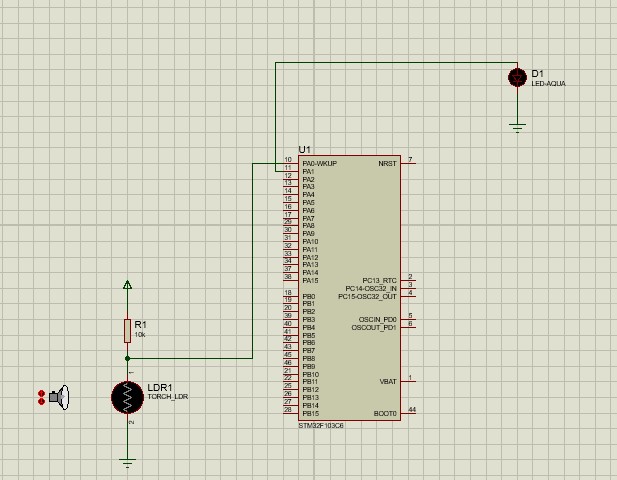 D1
LED-AQUA
U1
10 PA0-WKUP NRST 7
11 PA1
12 PA2
13 PA3
14 PA4
15 PA5
16 PA6
17 PA7
29 PA8
30 PA9
31 PA10
32 PA11
33 PA12
34 PA13
37 PA14
38 PA15
PC13_RTC 2
PC14-OSC32_IN 3
PC15-OSC32_OUT 4
18 PB0
19 PB1
20 PB2
39 PB3
40 PB4
41 PB5
42 PB6
43 PB7
45 PB8
46 PB9
21 PB10
22 PB11
25 PB12
26 PB13
27 PB14
28 PB15
OSCIN_PD0 5
OSCOUT_PD1 6
VBAT 1
BOOT0 44
STM32F103C6
R1
10k
1
LDR1
TORCH_LDR
2